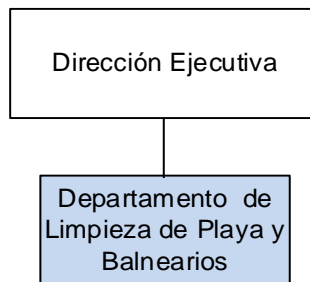 Dirección Ejecutiva
Departamento de
Limpieza de Playa y
Balnearios